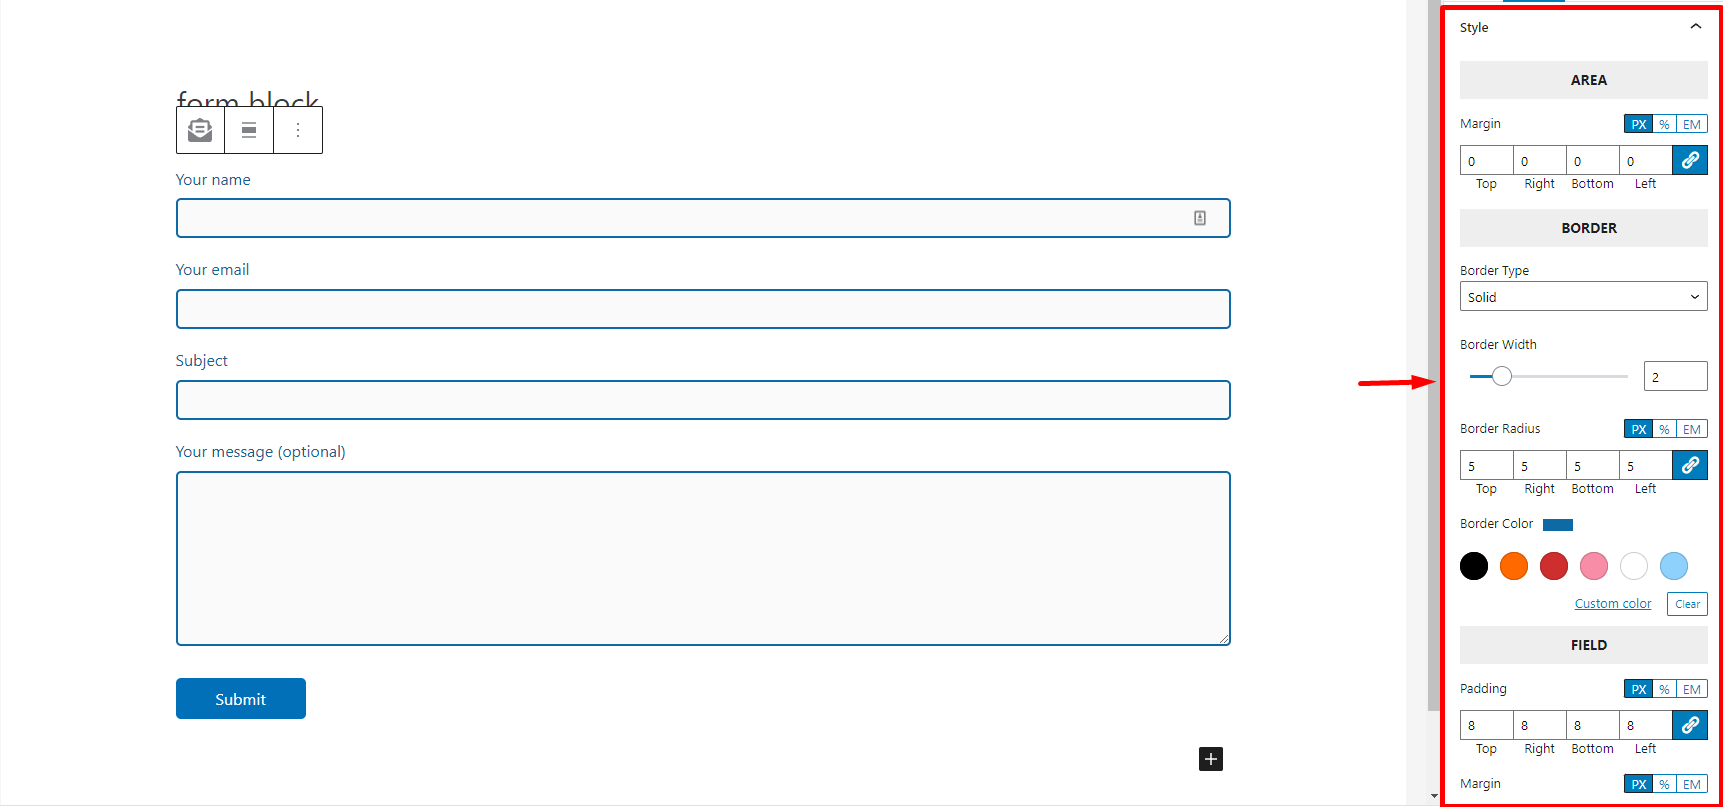 form block
Your name
Your email
Subject
Your message (optional)
Submit
Style
AREA
Margin PX % EM
0 0 0 0
Top Right Bottom Left
BORDER
Border Type
Solid
Border Width
2
Border Radius PX % EM
5 5 5 5
Top Right Bottom Left
Border Color
Custom color Clear
FIELD
Padding PX % EM
8 8 8 8
Top Right Bottom Left
Margin PX % EM